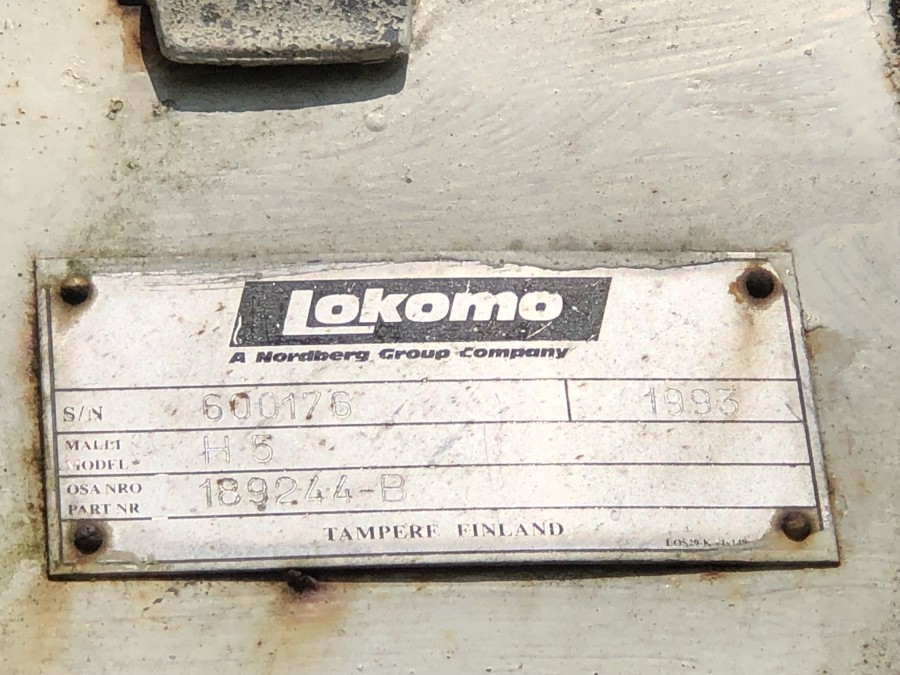 Lokomo
A Nordberg Group Company
S/N 600176 1993
MALLI
MODEL H 5
OSA NRO
PART NR 189244-B
TAMPERE FINLAND